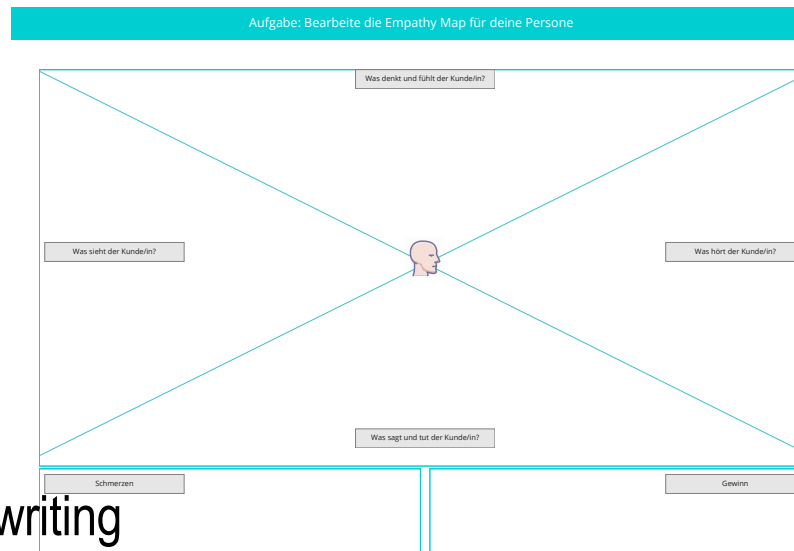 Aufgabe: Bearbeite die Empathy Map für deine Persone
Was denkt und fühlt der Kunde/in?
Was sieht der Kunde/in?
Was hört der Kunde/in?
Was sagt und tut der Kunde/in?
Schmerzen
Gewinn
writing